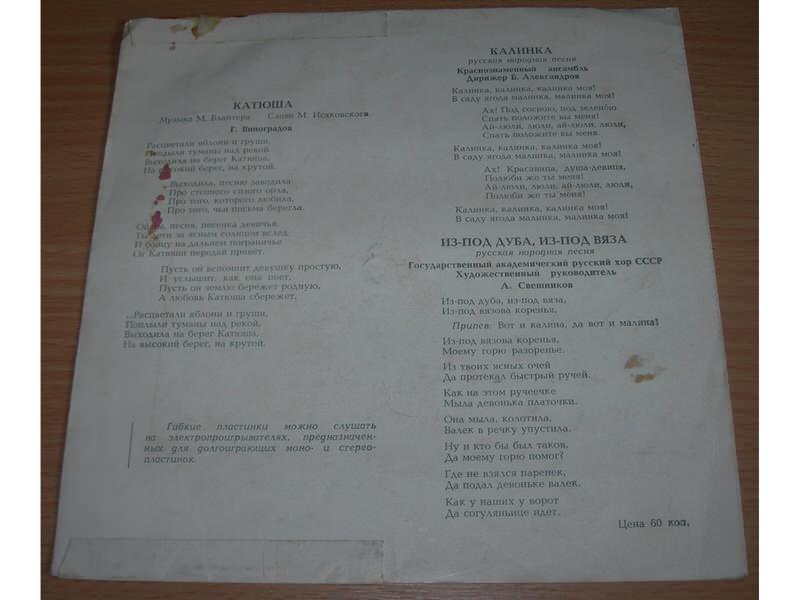 КАТЮША
Музыка М. Блантера Слова М. Исаковского
Г. Виноградов
Расцветали яблони и груши,
Поплыли туманы над рекой.
Выходила на берег Катюша,
На высокий берег, на крутой.
Выходила, песню заводила
Про степного сизого орла,
Про того, которого любила,
Про того, чьи письма берегла.
Ой ты, песня, песенка девичья,
Ты лети за ясным солнцем вслед
И бойцу на дальнем пограничье
От Катюши передай привет.
Пусть он вспомнит девушку простую,
И услышит, как она поет,
Пусть он землю бережет родную,
А любовь Катюша сбережет.
...Расцветали яблони и груши,
Поплыли туманы над рекой,
Выходила на берег Катюша,
На высокий берег, на крутой.
Гибкие пластинки можно слушать
на электропроигрывателях, предназначен-
ных для долгоиграющих моно- и стерео-
пластинок.
КАЛИНКА
русская народная песня
Краснознаменный ансамбль
Дирижер Б. Александров
Калинка, калинка, калинка моя!
В саду ягода малинка, малинка моя!
Ах! Под сосною, под зеленою
Спать положите вы меня!
Ай-люли, люли, ай-люли, люли,
Спать положите вы меня.
Калинка, калинка, калинка моя!
В саду ягода малинка, малинка моя!
Ах! Красавица, душа-девица,
Полюби же ты меня!
Ай-люли, люли, ай-люли, люли,
Полюби же ты меня!
Калинка, калинка, калинка моя!
В саду ягода малинка, малинка моя!
ИЗ-ПОД ДУБА, ИЗ-ПОД ВЯЗА
русская народная песня
Государственный академический русский хор СССР
Художественный руководитель
А. Свешников
Из-под дуба, из-под вяза,
Из-под вязова коренья,
Припев: Вот и калина, да вот и малина!
Из-под вязова коренья,
Моему горю разоренье.
Из твоих ясных очей
Да протекал быстрый ручей.
Как на этом ручеечке
Мыла девонька платочки.
Она мыла, колотила,
Валек в речку упустила.
Ну и кто бы был таков,
Да моему горю помог?
Где не взялся паренек,
Да подал девоньке валек.
Как у наших у ворот
Да согуляньице идет.
Цена 60 коп.